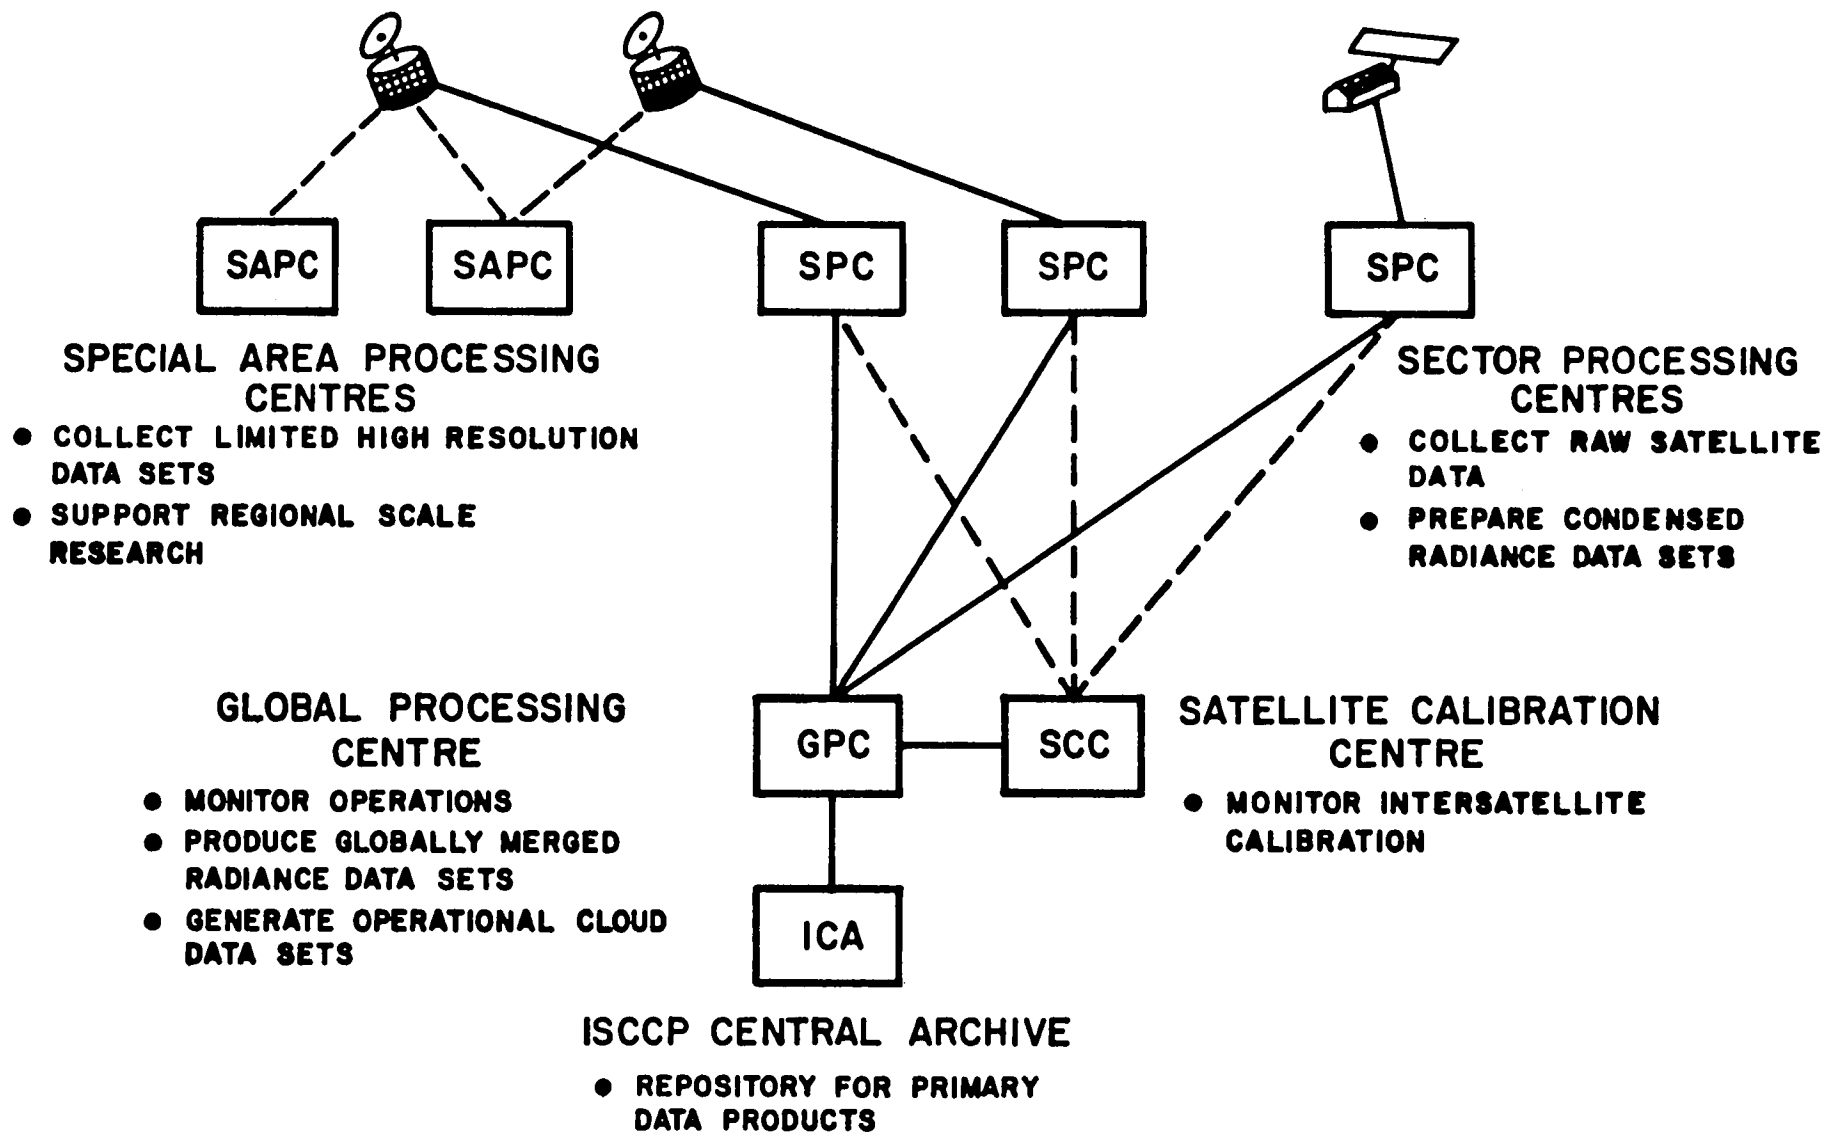 SAPC
SAPC
SPC
SPC
SPC
SPECIAL AREA PROCESSING
CENTRES
● COLLECT LIMITED HIGH RESOLUTION
DATA SETS
● SUPPORT REGIONAL SCALE
RESEARCH
SECTOR PROCESSING
CENTRES
● COLLECT RAW SATELLITE
DATA
● PREPARE CONDENSED
RADIANCE DATA SETS
GLOBAL PROCESSING
CENTRE
● MONITOR OPERATIONS
● PRODUCE GLOBALLY MERGED
RADIANCE DATA SETS
● GENERATE OPERATIONAL CLOUD
DATA SETS
GPC
SCC
SATELLITE CALIBRATION
CENTRE
● MONITOR INTERSATELLITE
CALIBRATION
ICA
ISCCP CENTRAL ARCHIVE
● REPOSITORY FOR PRIMARY
DATA PRODUCTS